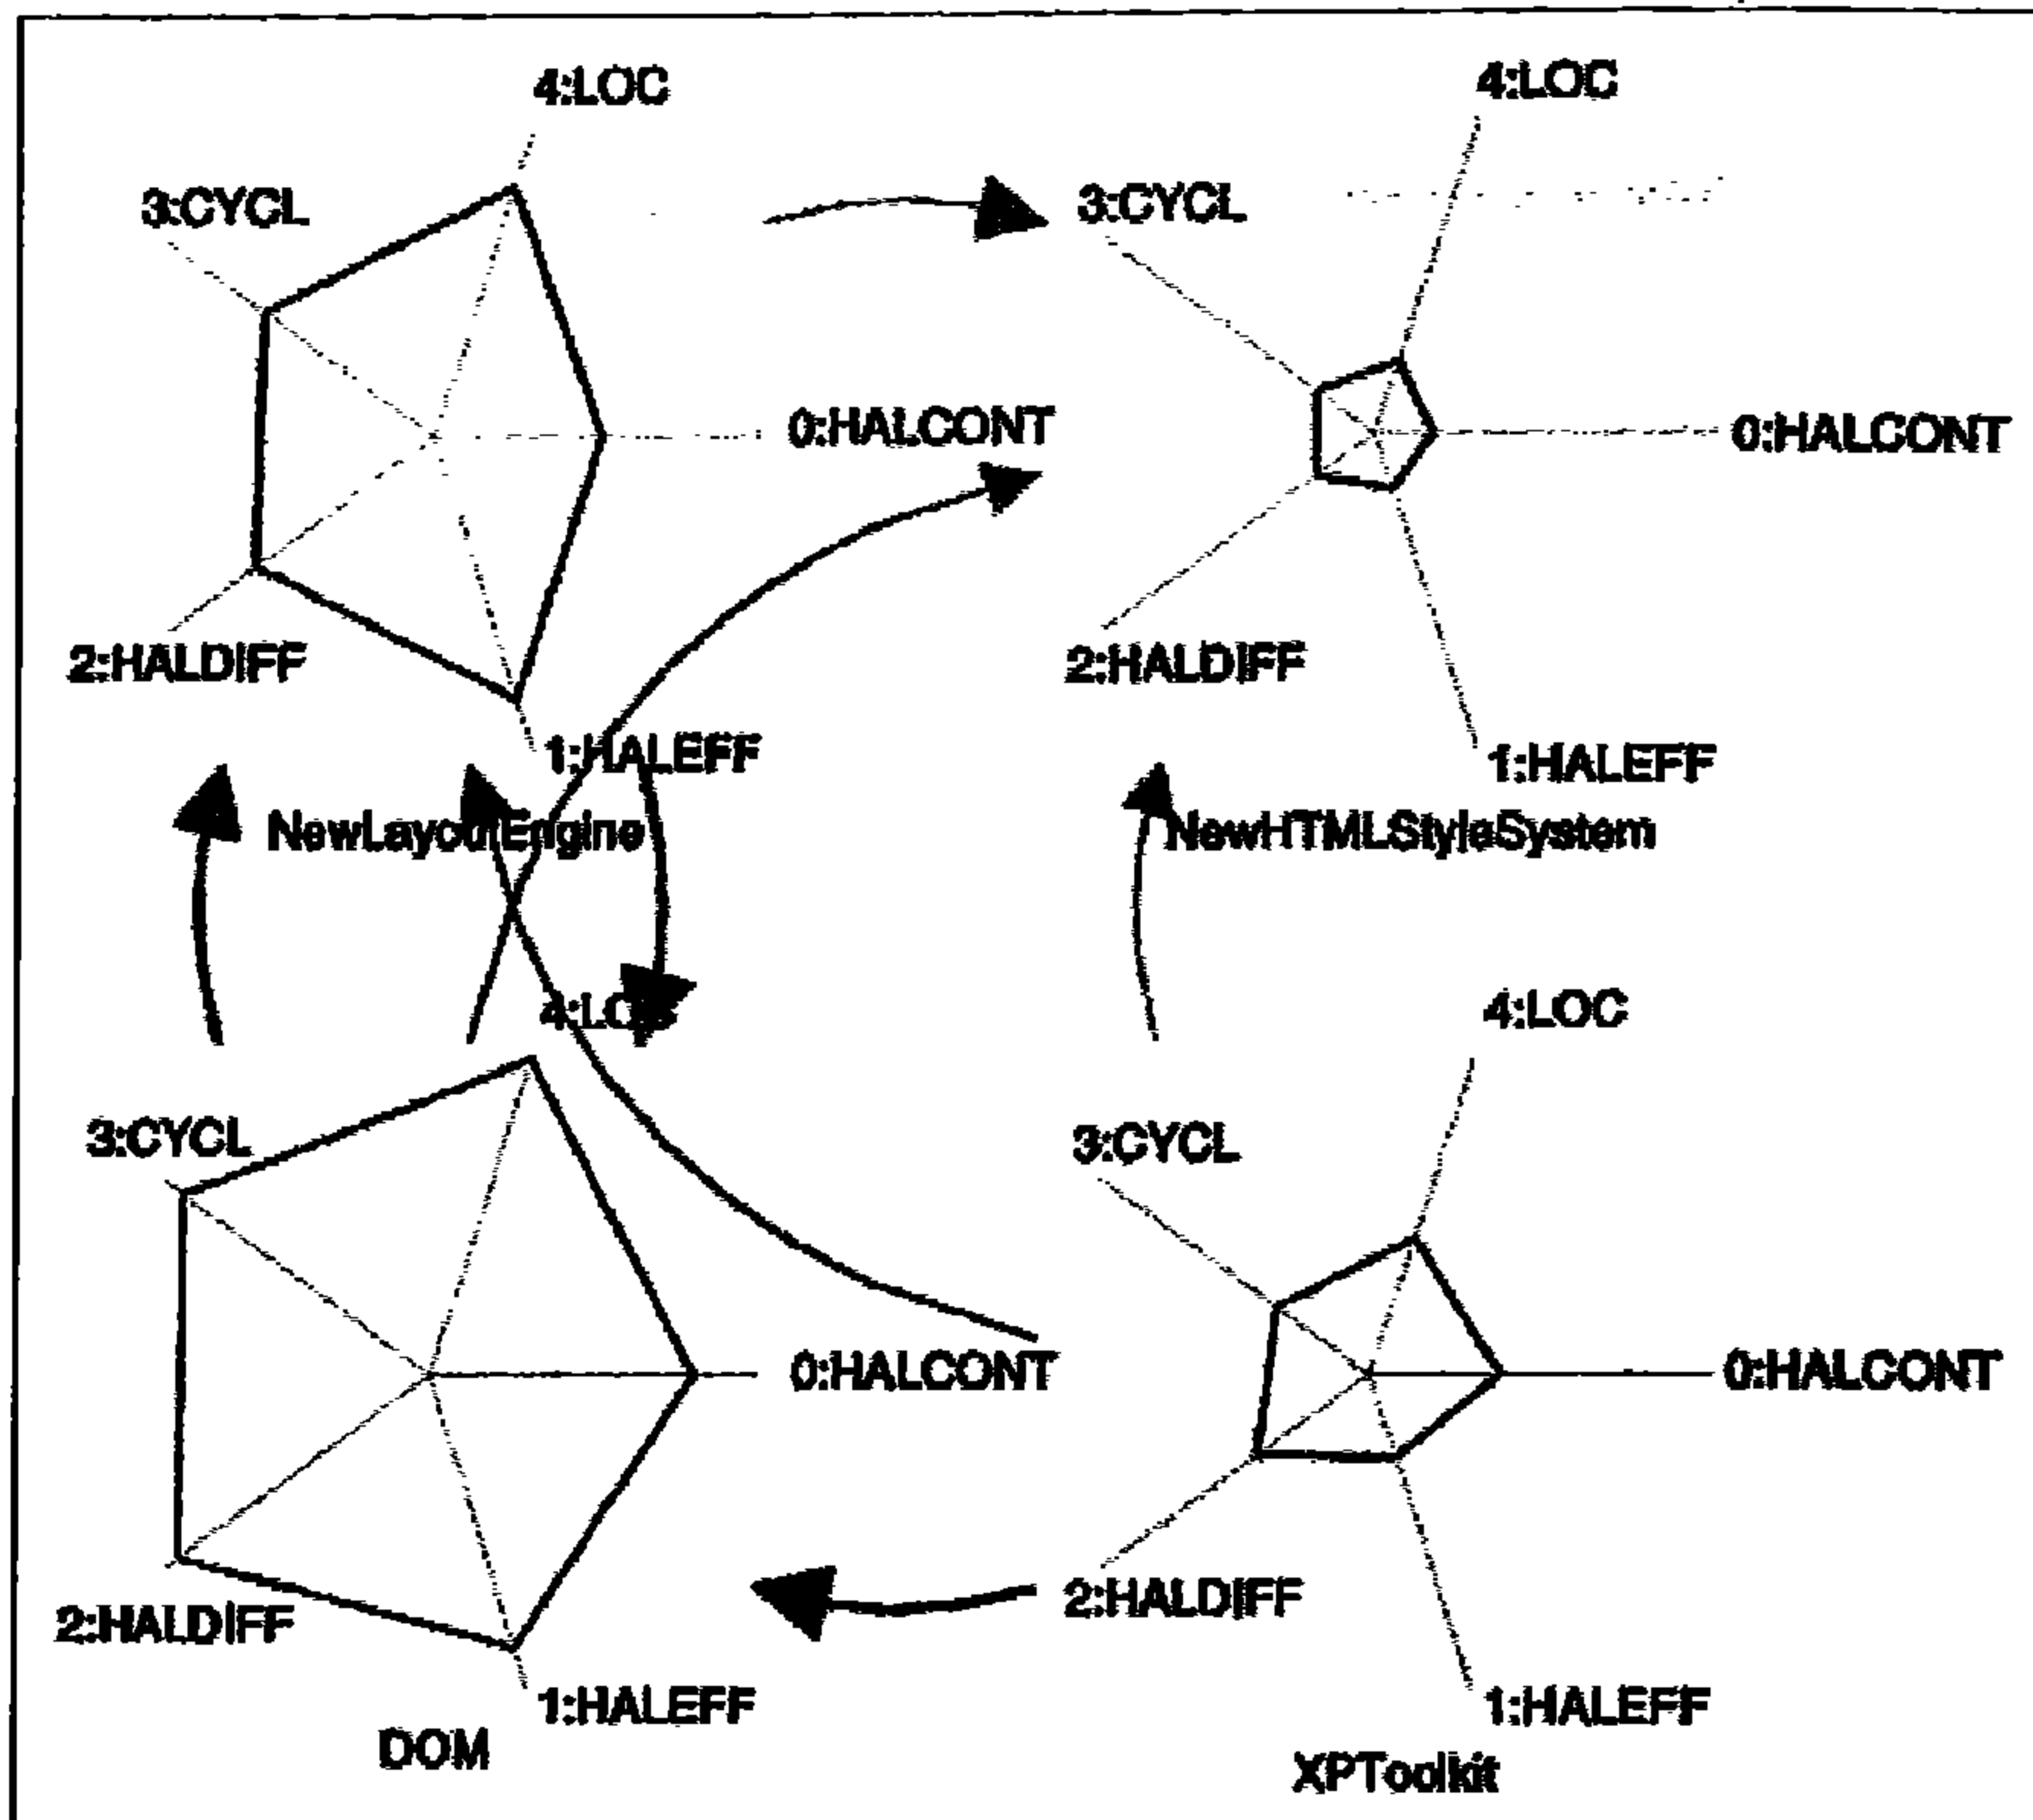 4:LOC
3:CYCL
0:HALCONT
2:HALDIFF
1:HALEFF
NewLayoutEngine
4:LOC
3:CYCL
0:HALCONT
2:HALDIFF
1:HALEFF
NewHTMLStyleSystem
4:LOC
3:CYCL
0:HALCONT
2:HALDIFF
1:HALEFF
DOM
4:LOC
3:CYCL
0:HALCONT
2:HALDIFF
1:HALEFF
XPToolkit